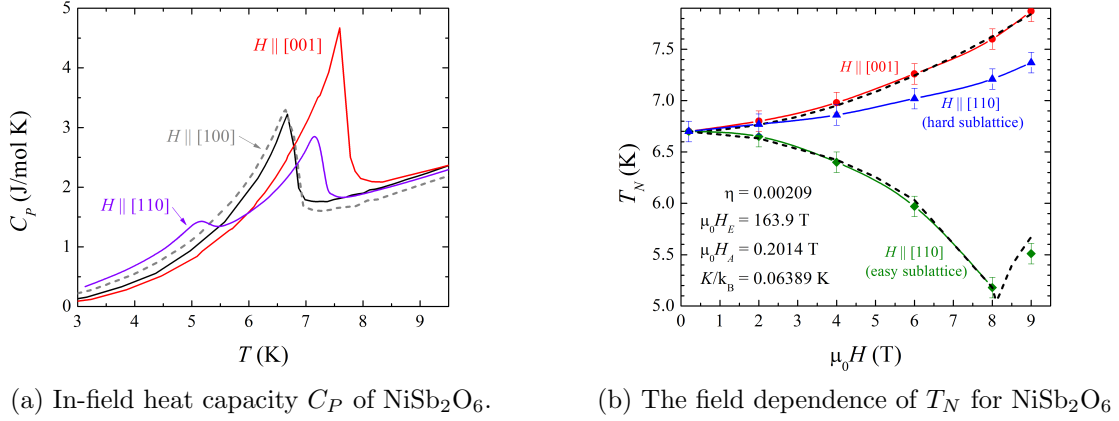 5
4
3
2
1
0
C_P (J/mol K)
H || [001]
H || [100]
H || [110]
3 4 5 6 7 8 9
T (K)
7.5
7.0
6.5
6.0
5.5
5.0
T_N (K)
H || [001]
H || [110]
(hard sublattice)
η = 0.00209
μ₀H_E = 163.9 T
μ₀H_A = 0.2014 T
K/k_B = 0.06389 K
H || [110]
(easy sublattice)
0 1 2 3 4 5 6 7 8 9
μ₀H (T)
(a) In-field heat capacity C_P of NiSb₂O₆.
(b) The field dependence of T_N for NiSb₂O₆